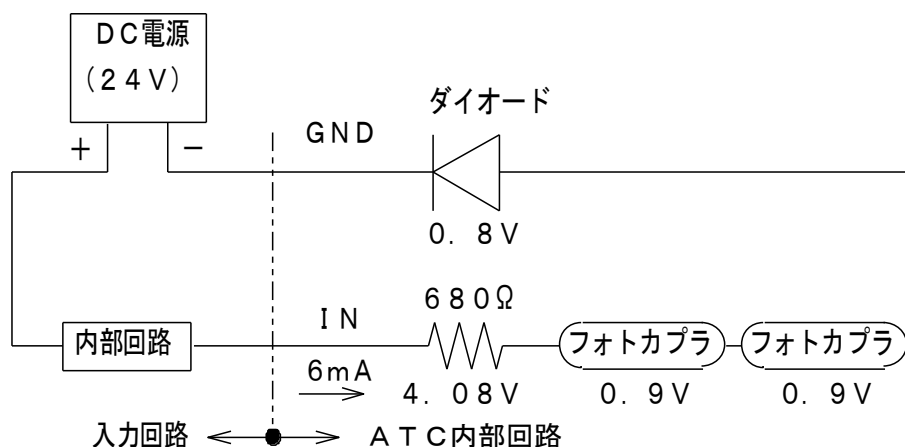 DC電源
(24V)
ダイオード
+
−
GND
0.8V
680Ω
IN
内部回路
フォトカプラ
フォトカプラ
6mA
4.08V
0.9V
0.9V
入力回路
ATC内部回路